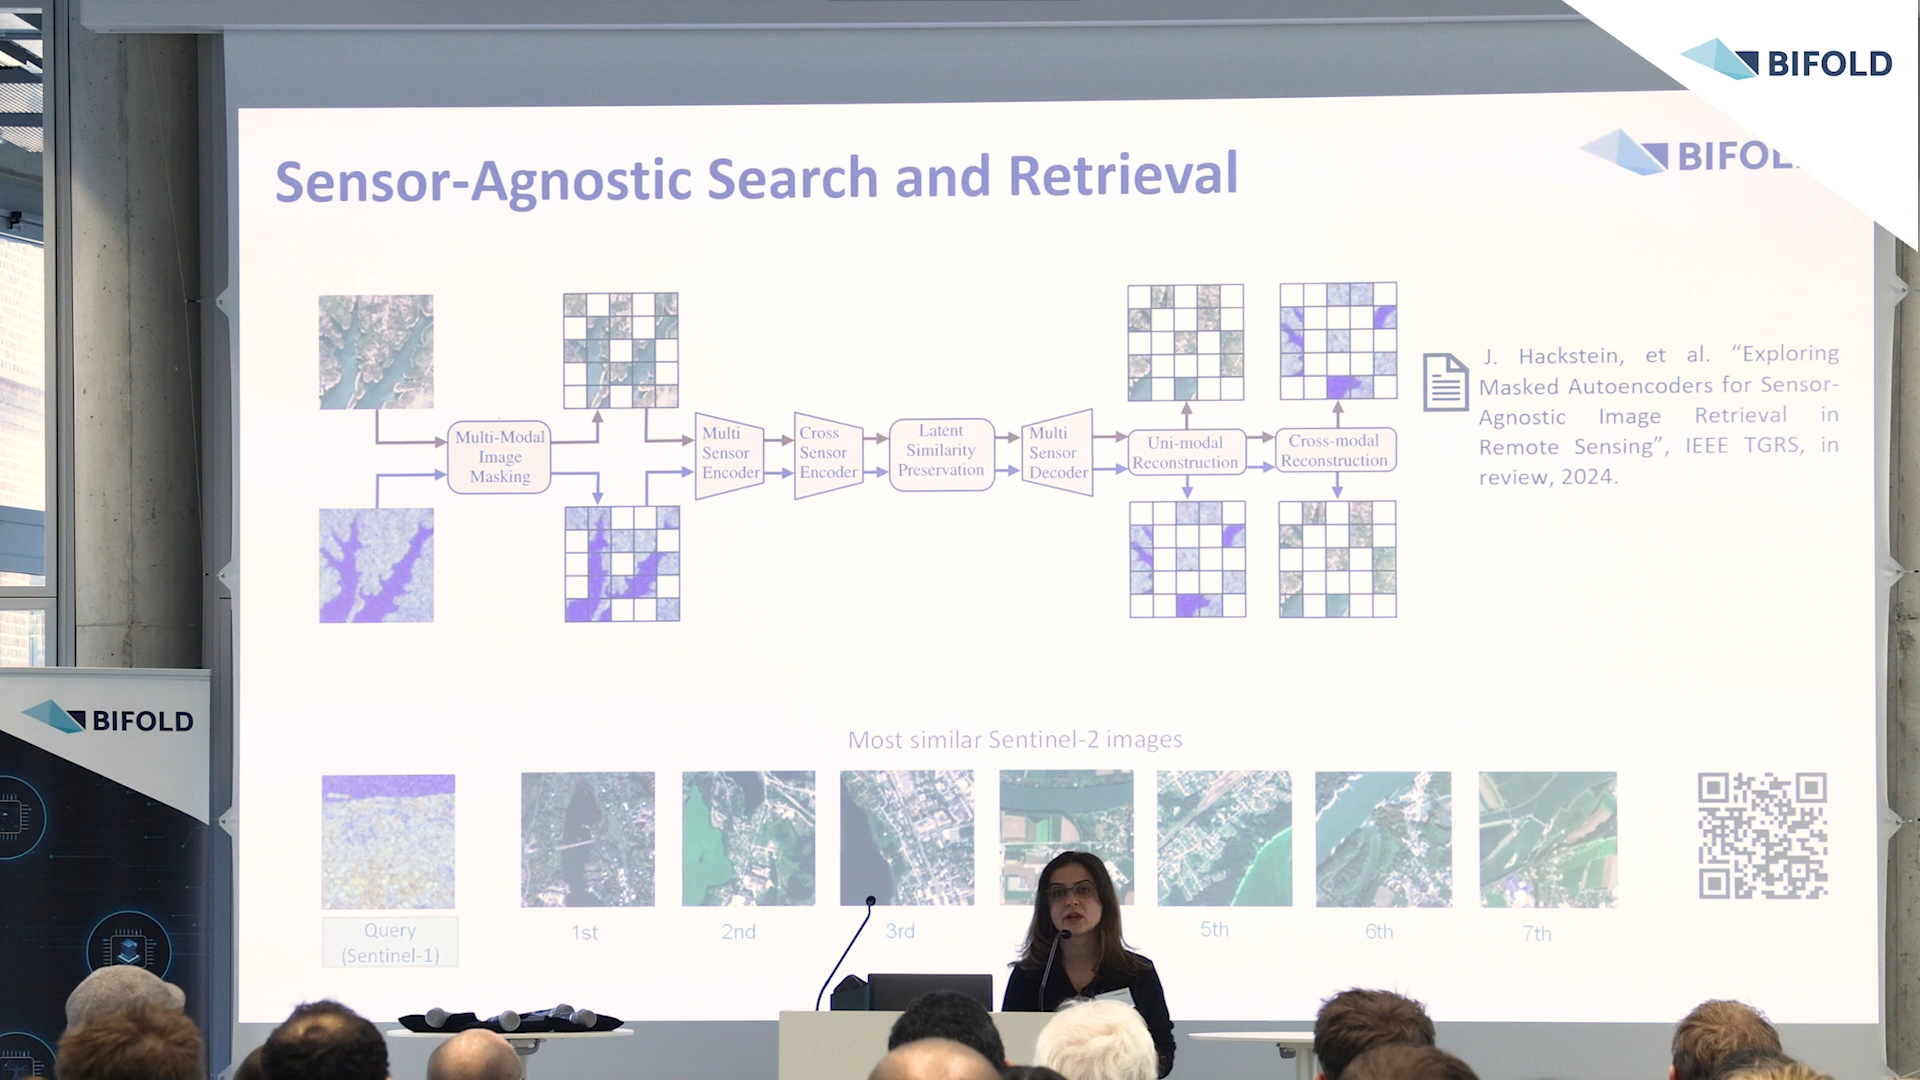 BIFOLD
BIFOL
Sensor-Agnostic Search and Retrieval
Multi-Modal
Image
Masking
Multi
Sensor
Encoder
Cross
Sensor
Encoder
Latent
Similarity
Preservation
Multi
Sensor
Decoder
Uni-modal
Reconstruction
Cross-modal
Reconstruction
J. Hackstein, et al. “Exploring
Masked Autoencoders for Sensor-
Agnostic Image Retrieval in
Remote Sensing”, IEEE TGRS, in
review, 2024.
BIFOLD
Most similar Sentinel-2 images
Query
(Sentinel-1)
1st
2nd
3rd
5th
6th
7th